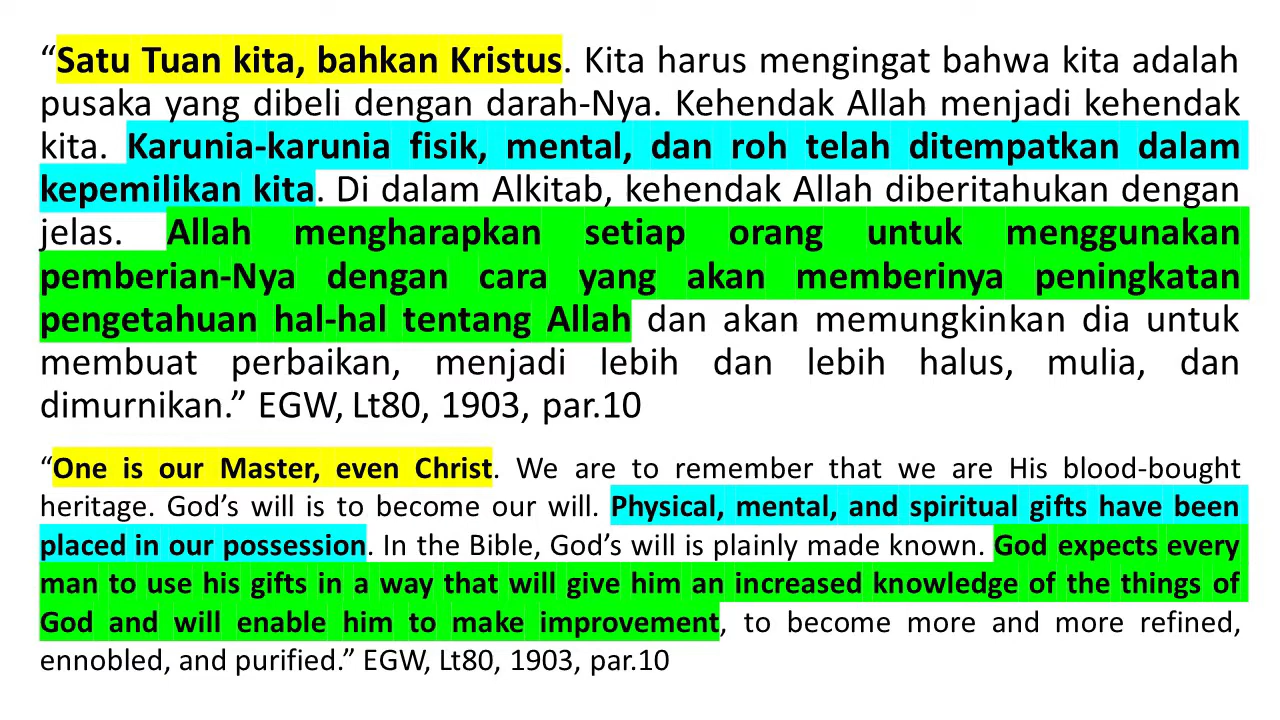 “Satu Tuan kita, bahkan Kristus. Kita harus mengingat bahwa kita adalah
pusaka yang dibeli dengan darah-Nya. Kehendak Allah menjadi kehendak
kita. Karunia-karunia fisik, mental, dan roh telah ditempatkan dalam
kepemilikan kita. Di dalam Alkitab, kehendak Allah diberitahukan dengan
jelas. Allah mengharapkan setiap orang untuk menggunakan
pemberian-Nya dengan cara yang akan memberinya peningkatan
pengetahuan hal-hal tentang Allah dan akan memungkinkan dia untuk
membuat perbaikan, menjadi lebih dan lebih halus, mulia, dan
dimurnikan.” EGW, Lt80, 1903, par.10
“One is our Master, even Christ. We are to remember that we are His blood-bought
heritage. God’s will is to become our will. Physical, mental, and spiritual gifts have been
placed in our possession. In the Bible, God’s will is plainly made known. God expects every
man to use his gifts in a way that will give him an increased knowledge of the things of
God and will enable him to make improvement, to become more and more refined,
ennobled, and purified.” EGW, Lt80, 1903, par.10